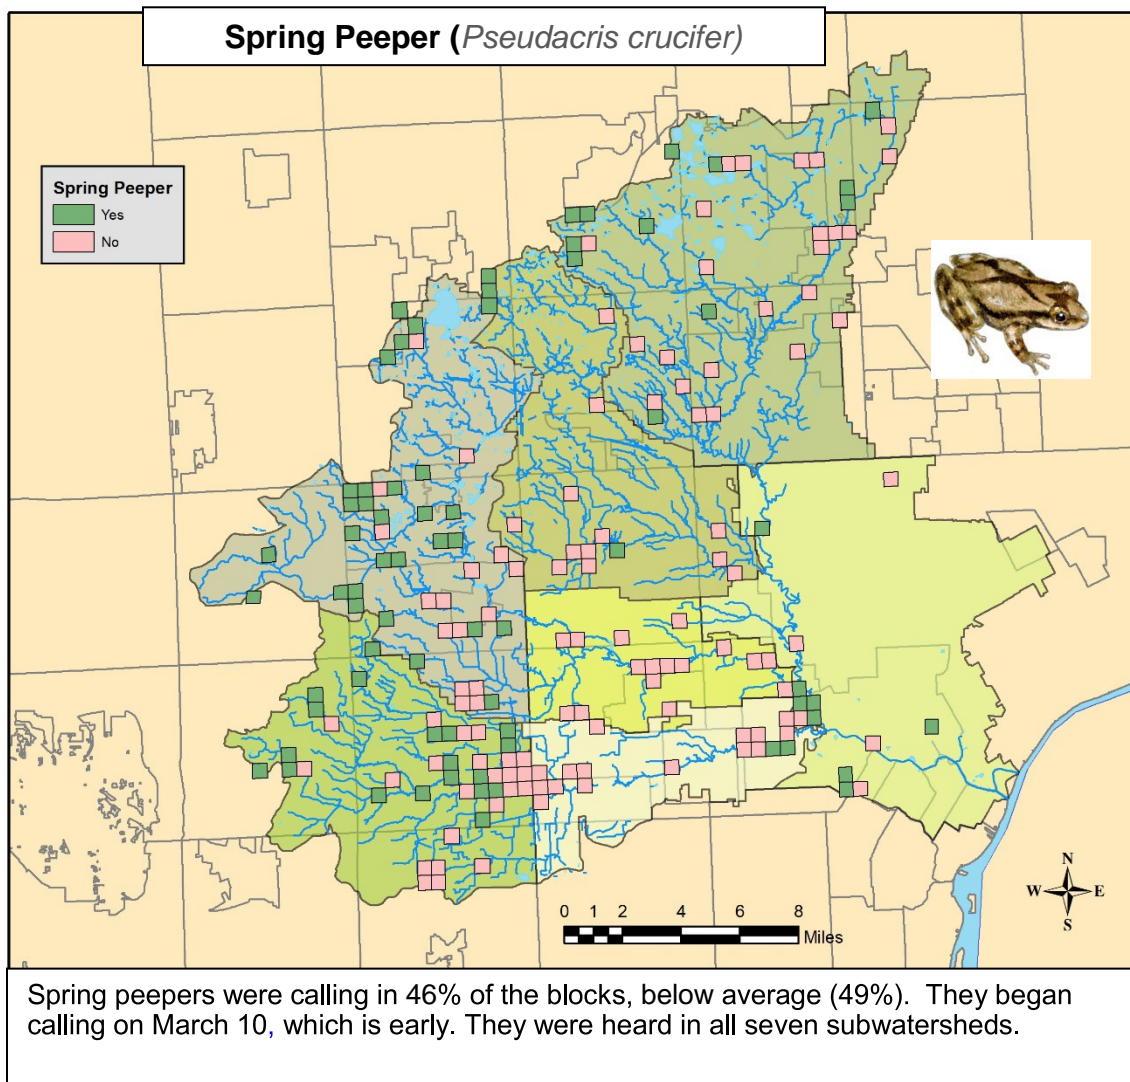 Spring Peeper (Pseudacris crucifer)
Spring Peeper
Yes
No
N
W E
S
0 1 2 4 6 8
Miles
Spring peepers were calling in 46% of the blocks, below average (49%).  They began
calling on March 10, which is early. They were heard in all seven subwatersheds.